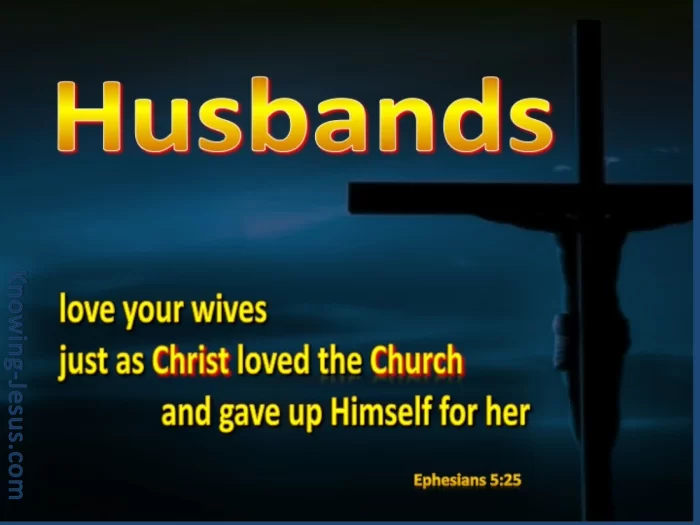 Husbands
love your wives
just as Christ loved the Church
and gave up Himself for her
Ephesians 5:25
Knowing-Jesus.com